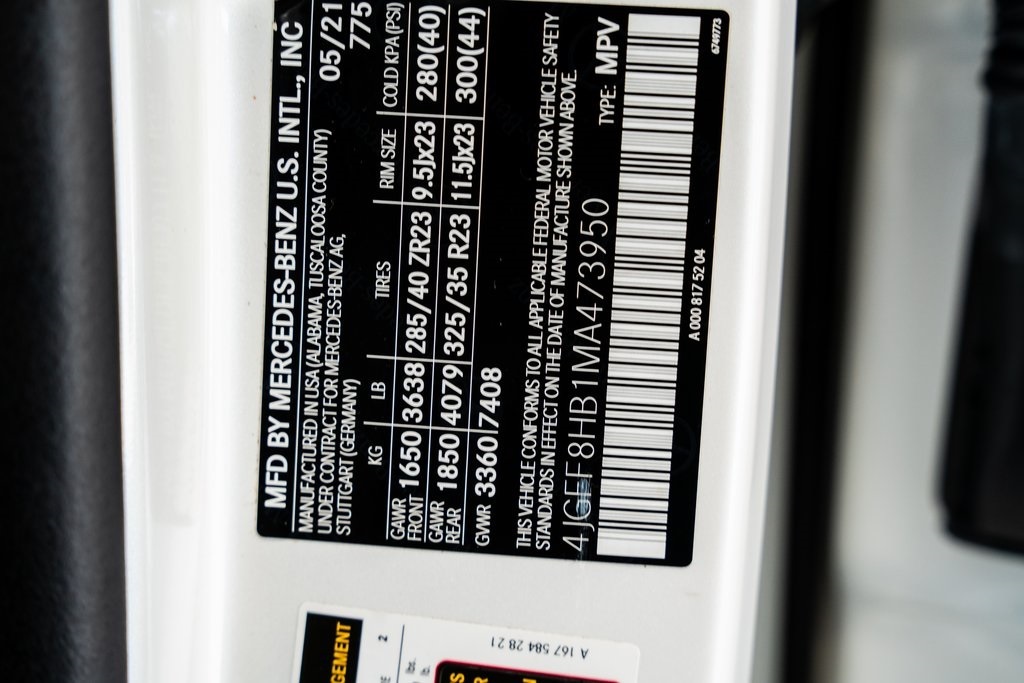 MFD BY MERCEDES-BENZ U.S. INTL., INC
MANUFACTURED IN USA (ALABAMA, TUSCALOOSA COUNTY) 05/21
UNDER CONTRACT FOR MERCEDES-BENZ AG, 775
STUTTGART (GERMANY)
KG LB TIRES RIM SIZE COLD KPA (PSI)
GAWR FRONT 1650 3638 285/40 ZR23 9.5Jx23 280(40)
GAWR REAR 1850 4079 325/35 R23 11.5Jx23 300(44)
GVWR 3360 7408
THIS VEHICLE CONFORMS TO ALL APPLICABLE FEDERAL MOTOR VEHICLE SAFETY
STANDARDS IN EFFECT ON THE DATE OF MANUFACTURE SHOWN ABOVE.
4JGFF8HB1MA473950 TYPE: MPV
A 000 817 52 04
A 167 584 28 21
GEMENT
2
lbs.
lb.